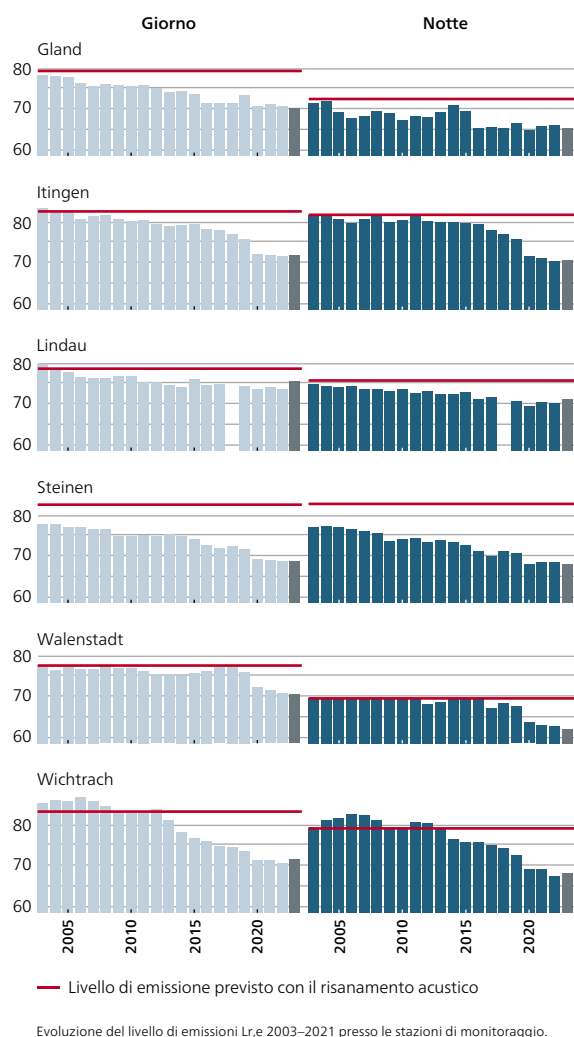 Giorno Notte
Gland
80
70
60
Itingen
80
70
60
Lindau
80
70
60
Steinen
80
70
60
Walenstadt
80
70
60
Wichtrach
80
70
60
2005 2010 2015 2020 2005 2010 2015 2020
Livello di emissione previsto con il risanamento acustico
Evoluzione del livello di emissioni Lr,e 2003–2021 presso le stazioni di monitoraggio.